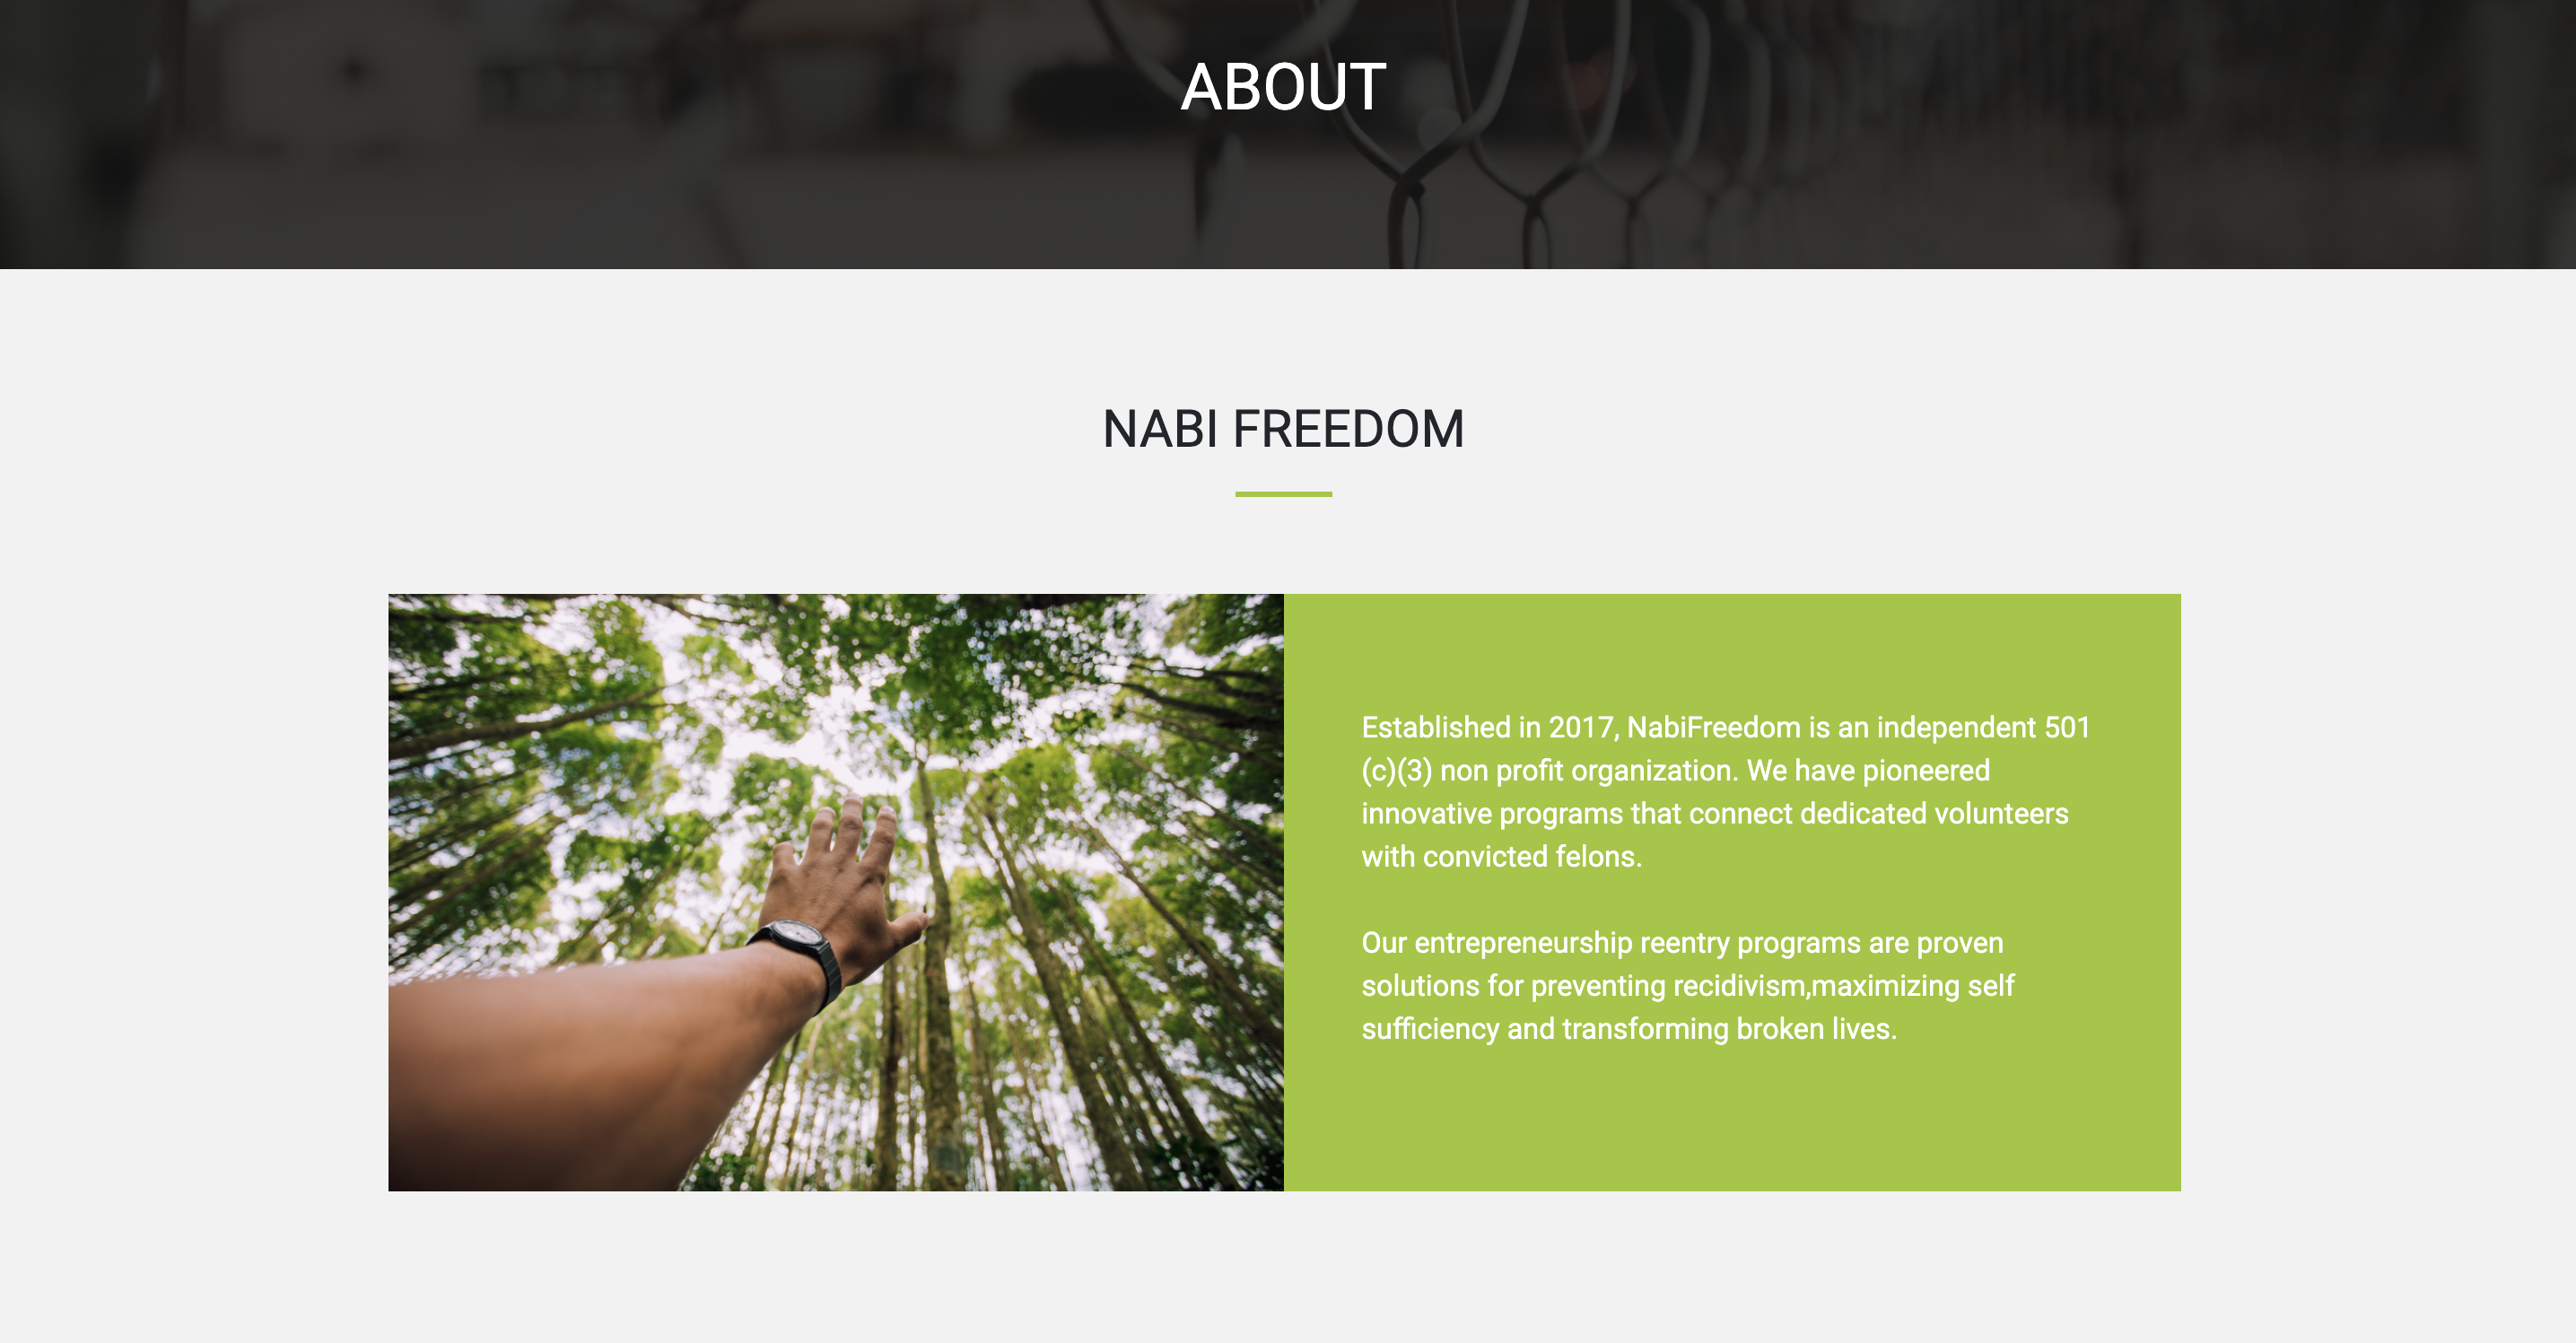 ABOUT
NABI FREEDOM
Established in 2017, NabiFreedom is an independent 501
(c)(3) non profit organization. We have pioneered
innovative programs that connect dedicated volunteers
with convicted felons.
Our entrepreneurship reentry programs are proven
solutions for preventing recidivism,maximizing self
sufficiency and transforming broken lives.